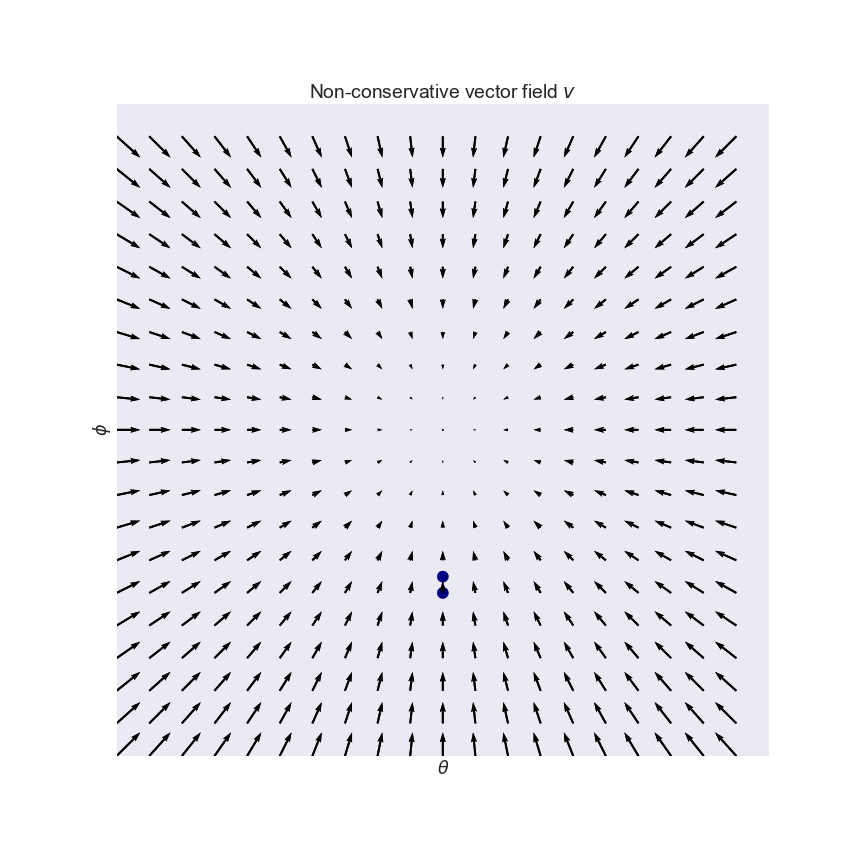 Non-conservative vector field v
ϕ
θ